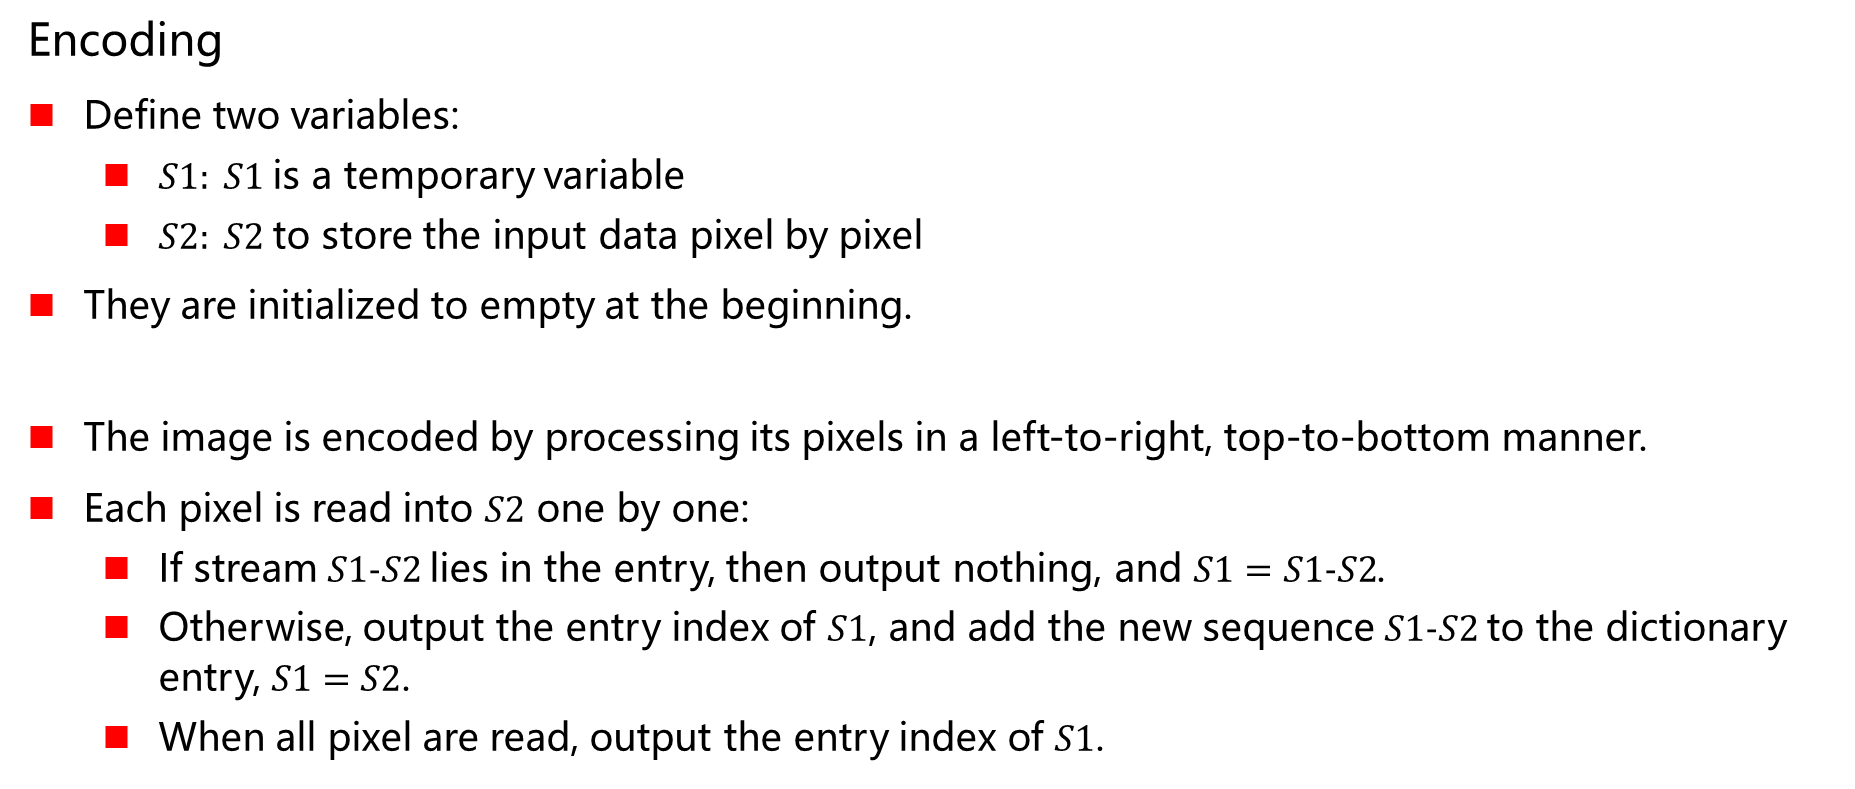 Encoding
Define two variables:
S1: S1 is a temporary variable
S2: S2 to store the input data pixel by pixel
They are initialized to empty at the beginning.
The image is encoded by processing its pixels in a left-to-right, top-to-bottom manner.
Each pixel is read into S2 one by one:
If stream S1-S2 lies in the entry, then output nothing, and S1 = S1-S2.
Otherwise, output the entry index of S1, and add the new sequence S1-S2 to the dictionary
entry, S1 = S2.
When all pixel are read, output the entry index of S1.